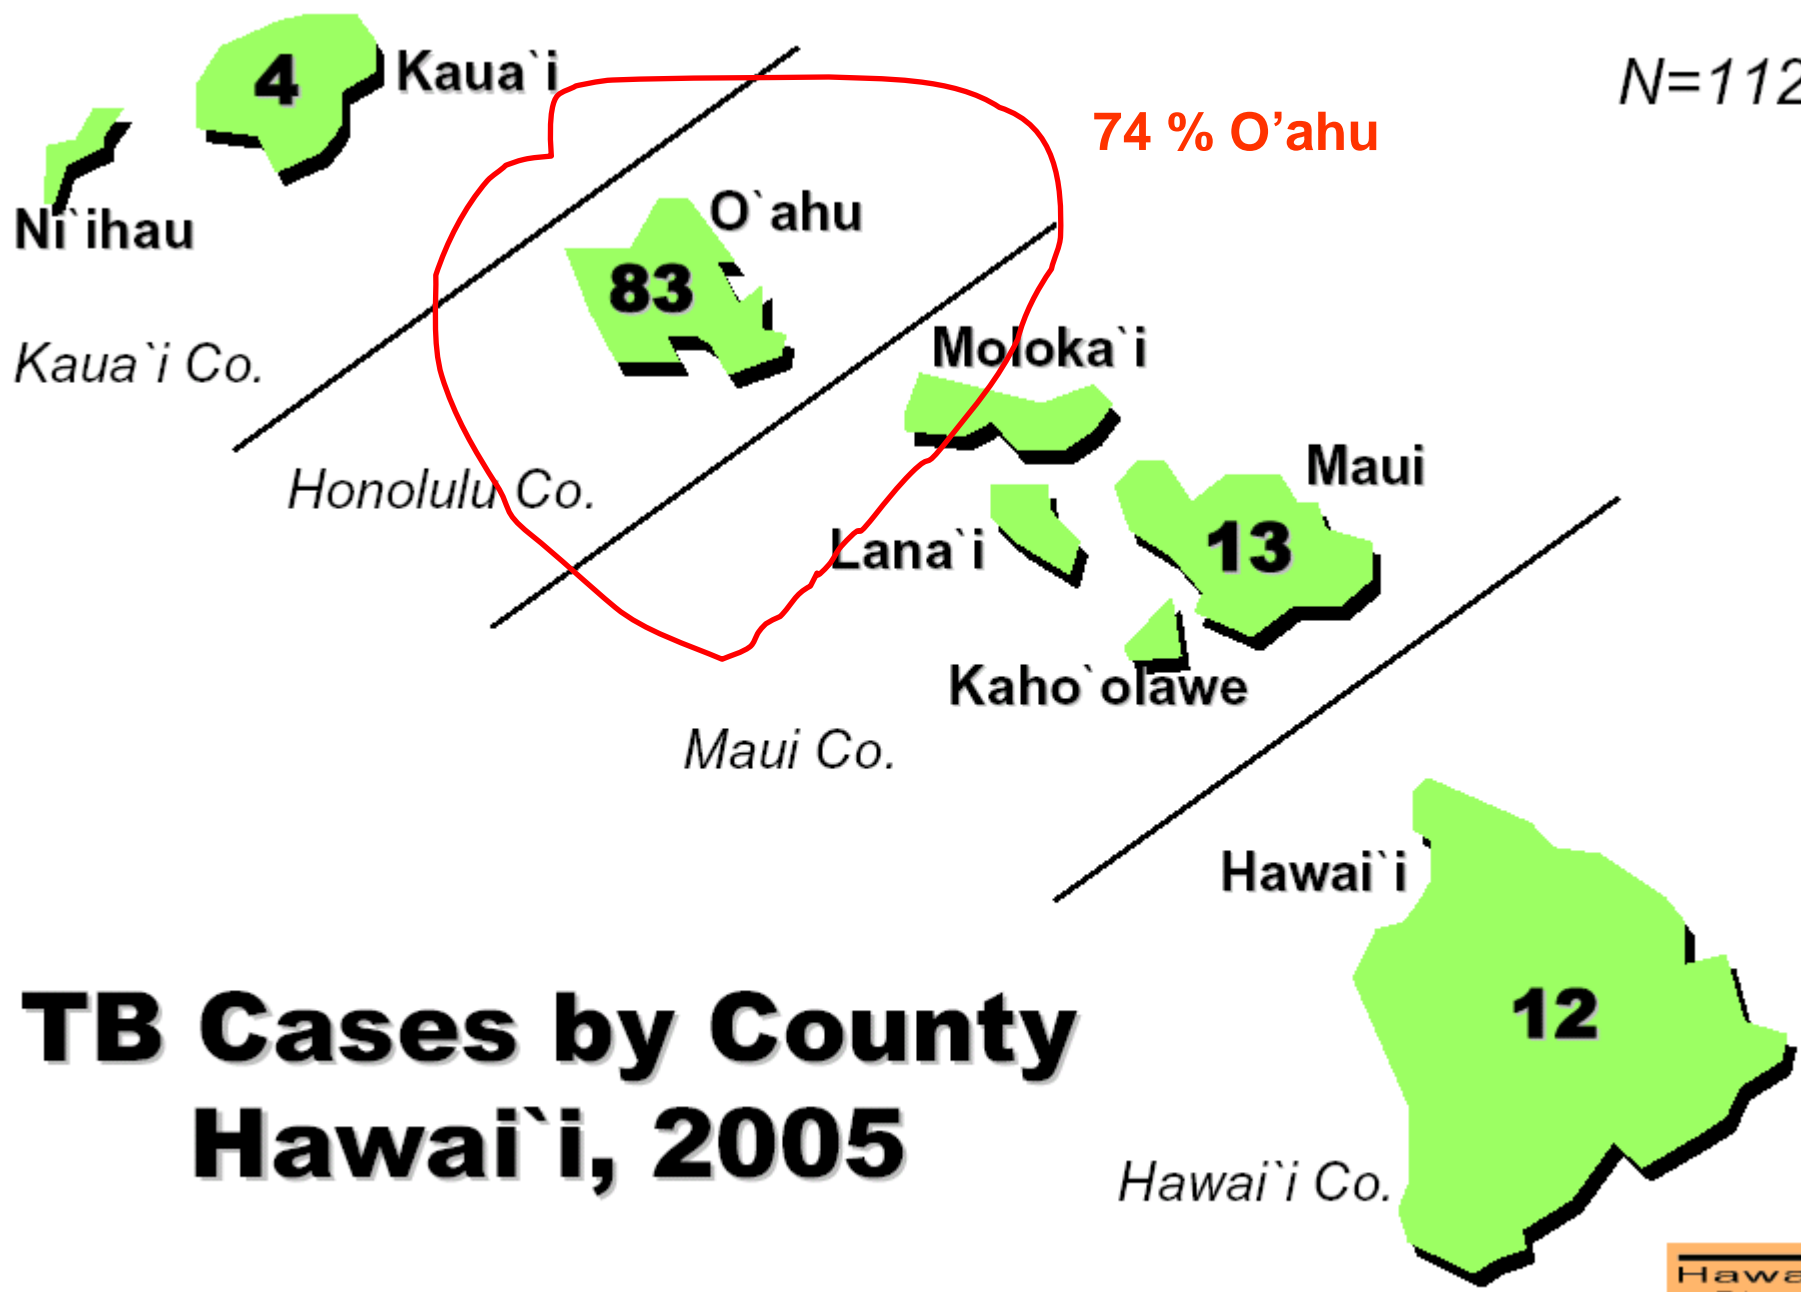 4
Kaua`i
N=112
74 % O’ahu
Ni`ihau
O`ahu
83
Kaua`i Co.
Moloka`i
Maui
Honolulu Co.
13
Lana`i
Kaho`olawe
Maui Co.
Hawai`i
12
TB Cases by County
Hawai`i, 2005
Hawai`i Co.